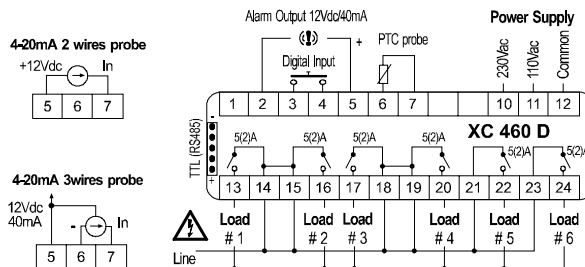 Alarm Output 12Vdc/40mA
Power Supply
4-20mA 2 wires probe
+12Vdc
In
5 6 7
Digital Input
+
PTC probe
230Vac
110Vac
Common
1 2 3 4 5 6 7 10 11 12
TTL (RS485)
-
+
XC 460 D
5(2)A 5(2)A 5(2)A 5(2)A 5(2)A 5(2)A
13 14 15 16 17 18 19 20 21 22 23 24
4-20mA 3wires probe
12Vdc
40mA
-
In
5 6 7
Load # 1
Load # 2
Load # 3
Load # 4
Load # 5
Load # 6
Line